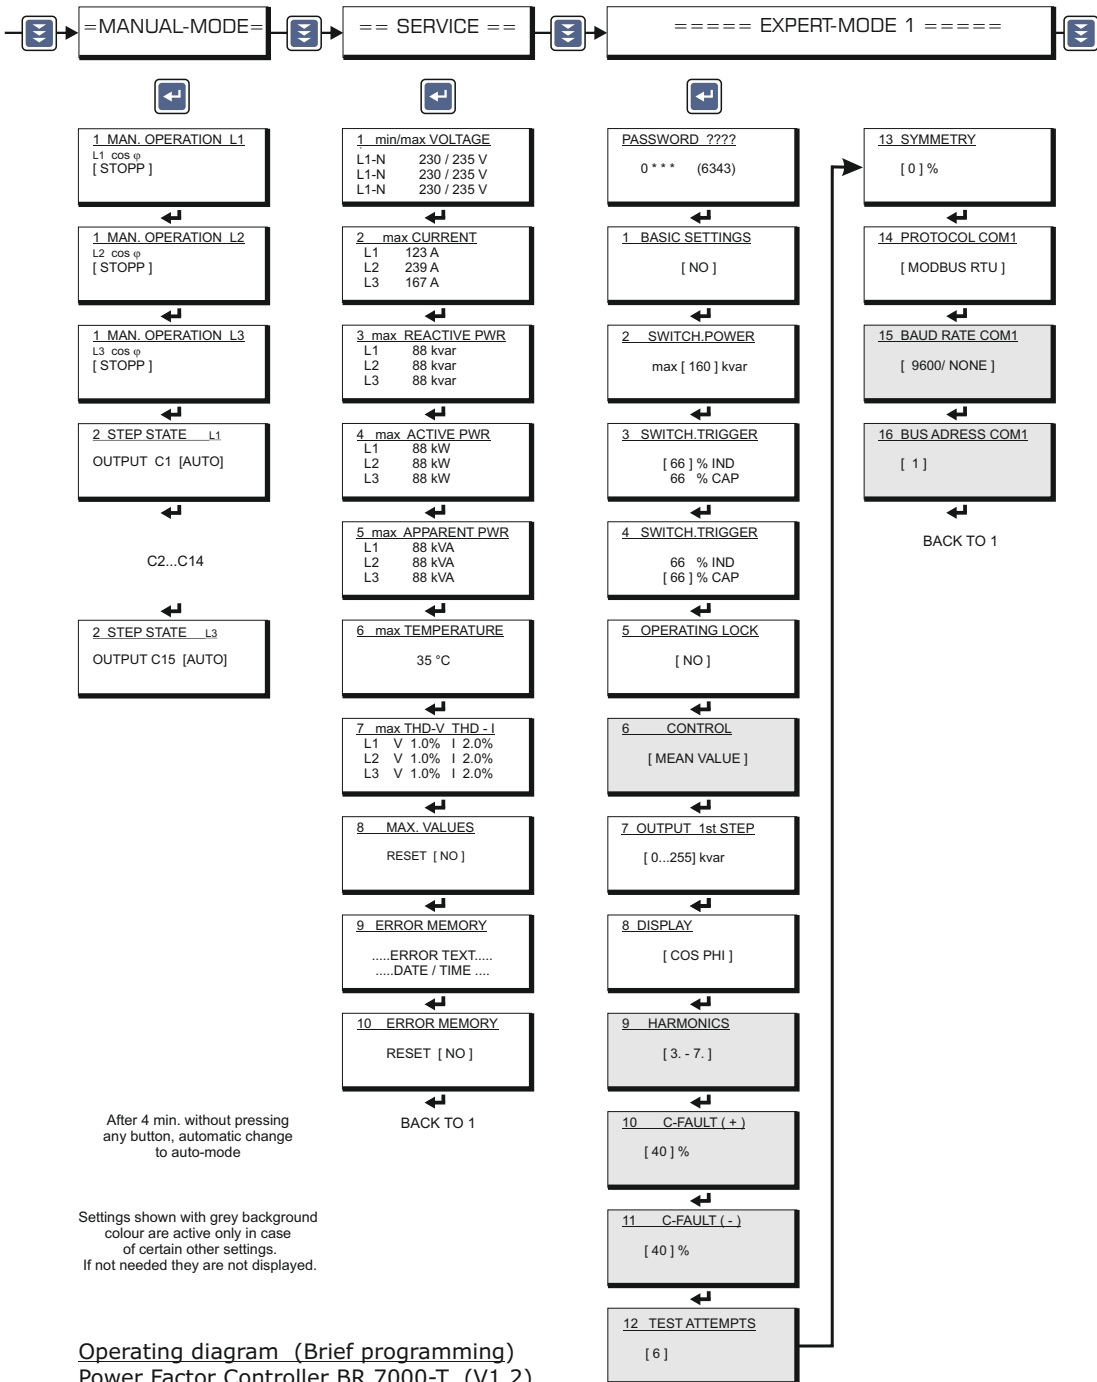 =MANUAL-MODE=
== SERVICE ==
===== EXPERT-MODE 1 =====
1 MAN. OPERATION L1
L1 cos φ
[ STOPP ]
1 MAN. OPERATION L2
L2 cos φ
[ STOPP ]
1 MAN. OPERATION L3
L3 cos φ
[ STOPP ]
2 STEP STATE L1
OUTPUT C1 [AUTO]
C2...C14
2 STEP STATE L3
OUTPUT C15 [AUTO]
After 4 min. without pressing
any button, automatic change
to auto-mode
Settings shown with grey background
colour are active only in case
of certain other settings.
If not needed they are not displayed.
1 min/max VOLTAGE
L1-N 230 / 235 V
L1-N 230 / 235 V
L1-N 230 / 235 V
2 max CURRENT
L1 123 A
L2 239 A
L3 167 A
3 max REACTIVE PWR
L1 88 kvar
L2 88 kvar
L3 88 kvar
4 max ACTIVE PWR
L1 88 kW
L2 88 kW
L3 88 kW
5 max APPARENT PWR
L1 88 kVA
L2 88 kVA
L3 88 kVA
6 max TEMPERATURE
35 °C
7 max THD-V THD - I
L1 V 1.0% I 2.0%
L2 V 1.0% I 2.0%
L3 V 1.0% I 2.0%
8 MAX. VALUES
RESET [ NO ]
9 ERROR MEMORY
.....ERROR TEXT.....
.....DATE / TIME ....
10 ERROR MEMORY
RESET [ NO ]
BACK TO 1
PASSWORD ????
0 * * * (6343)
1 BASIC SETTINGS
[ NO ]
2 SWITCH.POWER
max [ 160 ] kvar
3 SWITCH.TRIGGER
[ 66 ] % IND
66 % CAP
4 SWITCH.TRIGGER
66 % IND
[ 66 ] % CAP
5 OPERATING LOCK
[ NO ]
6 CONTROL
[ MEAN VALUE ]
7 OUTPUT 1st STEP
[ 0...255] kvar
8 DISPLAY
[ COS PHI ]
9 HARMONICS
[ 3. - 7. ]
10 C-FAULT ( + )
[ 40 ] %
11 C-FAULT ( - )
[ 40 ] %
12 TEST ATTEMPTS
[ 6 ]
13 SYMMETRY
[ 0 ] %
14 PROTOCOL COM1
[ MODBUS RTU ]
15 BAUD RATE COM1
[ 9600/ NONE ]
16 BUS ADRESS COM1
[ 1 ]
BACK TO 1
Operating diagram (Brief programming)
Power Factor Controller BR 7000-T (V1.2)